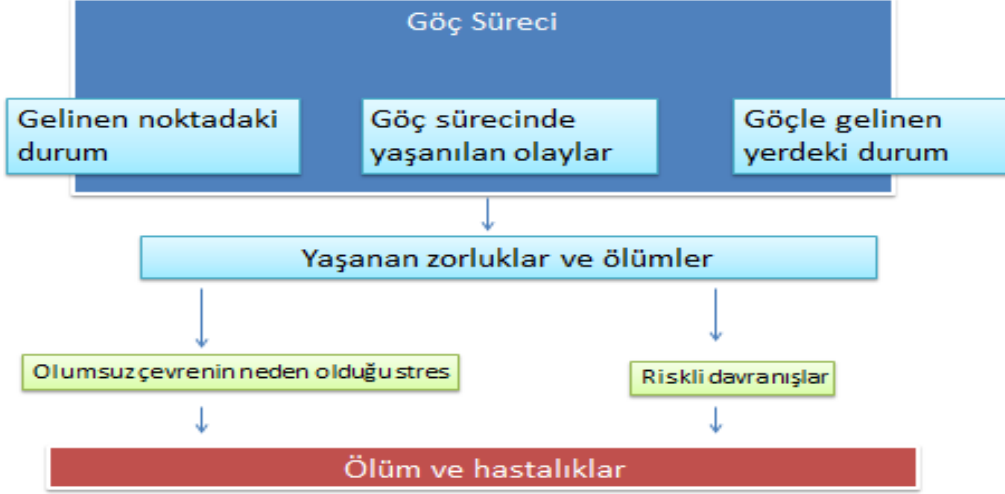 Göç Süreci
Gelinen noktadaki
durum
Göç sürecinde
yaşanılan olaylar
Göçle gelinen
yerdeki durum
Yaşanan zorluklar ve ölümler
Olumsuz çevrenin neden olduğu stres
Riskli davranışlar
Ölüm ve hastalıklar